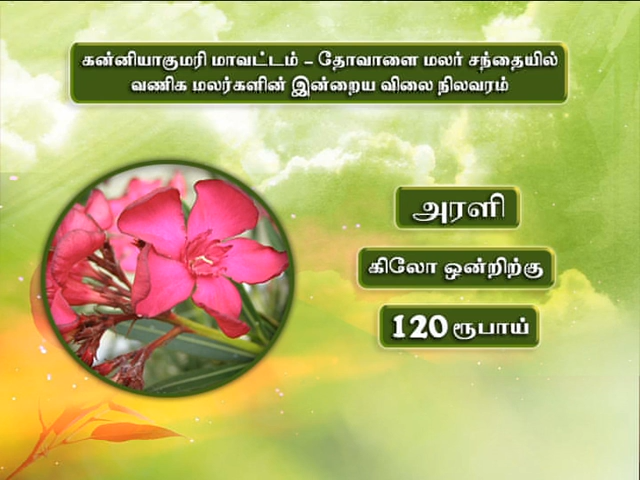 கன்னியாகுமரி மாவட்டம் – தோவாளை மலர் சந்தையில்
வணிக மலர்களின் இன்றைய விலை நிலவரம்
அரளி
கிலோ ஒன்றிற்கு
120 ரூபாய்